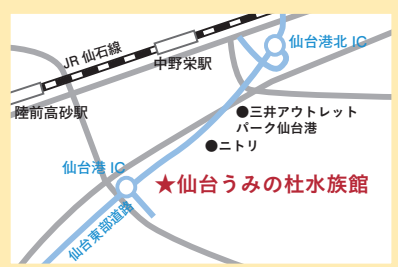 仙台港北 IC
JR 仙石線
中野栄駅
陸前高砂駅
●三井アウトレット
パーク仙台港
●ニトリ
仙台港 IC
★仙台うみの杜水族館
仙台東部道路